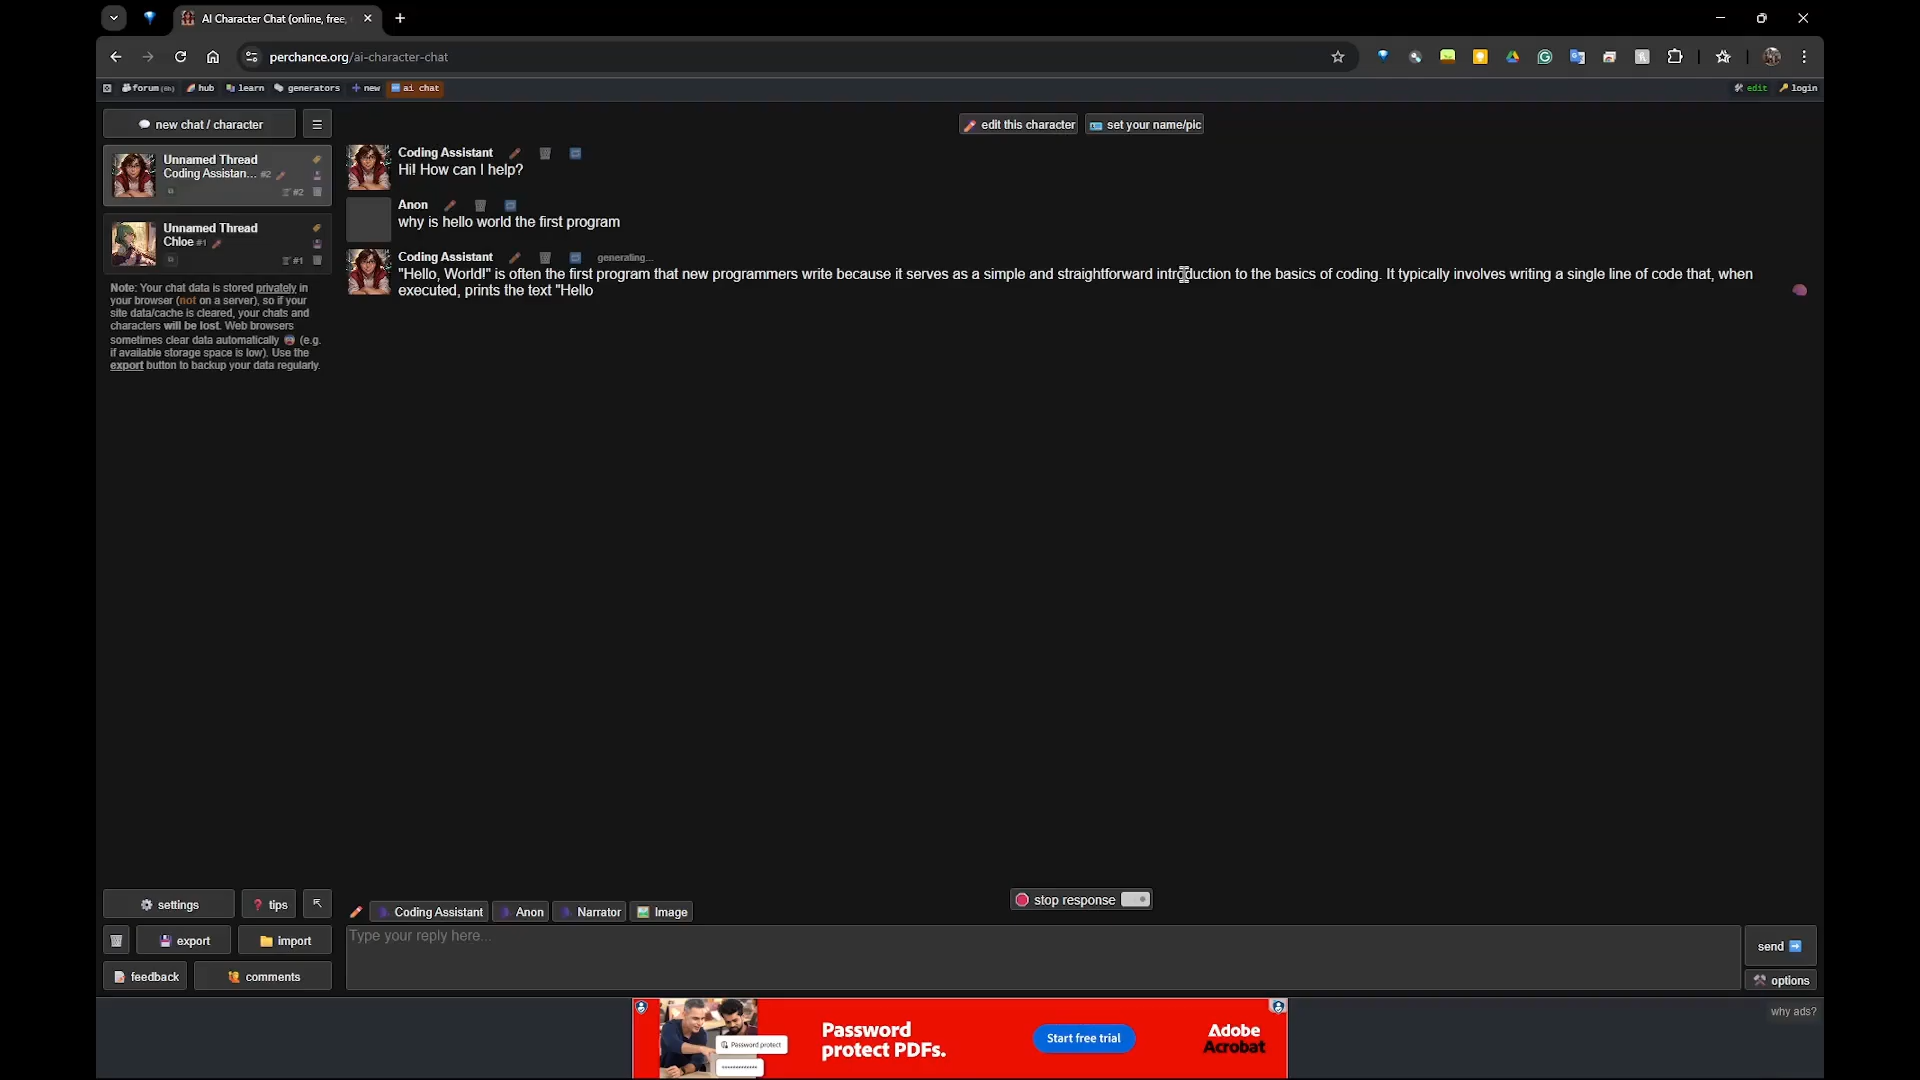 AI Character Chat (online, free,
perchance.org/ai-character-chat
forum (6h) hub learn generators + new ai chat
edit login
new chat / character
edit this character set your name/pic
Unnamed Thread
Coding Assistan... #2
#2
Unnamed Thread
Chloe #1
#1
Note: Your chat data is stored privately in
your browser (not on a server), so if your
site data/cache is cleared, your chats and
characters will be lost. Web browsers
sometimes clear data automatically (e.g.
if available storage space is low). Use the
export button to backup your data regularly.
Coding Assistant
Hi! How can I help?
Anon
why is hello world the first program
Coding Assistant generating...
"Hello, World!" is often the first program that new programmers write because it serves as a simple and straightforward introduction to the basics of coding. It typically involves writing a single line of code that, when
executed, prints the text "Hello
stop response
settings ? tips
Coding Assistant Anon Narrator Image
export import
Type your reply here...
send
feedback comments
options
why ads?
Password
protect PDFs.
Password protect
Start free trial
Adobe
Acrobat